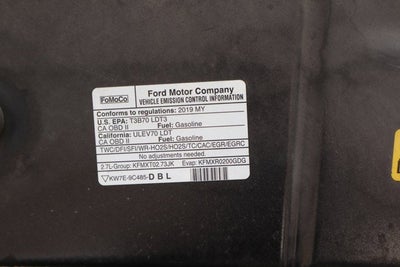 FoMoCo
Ford Motor Company
VEHICLE EMISSION CONTROL INFORMATION
Conforms to regulations: 2019 MY
U.S. EPA: T3B70 LDT3
CA OBD II Fuel: Gasoline
California: ULEV70 LDT
CA OBD II Fuel: Gasoline
TWC/DFI/SFI/WR-HO2S/HO2S/TC/CAC/EGR/EGRC
No adjustments needed.
2.7L-Group: KFMXT02.73JK Evap: KFMXR0200GDG
KW7E-9C485-DBL